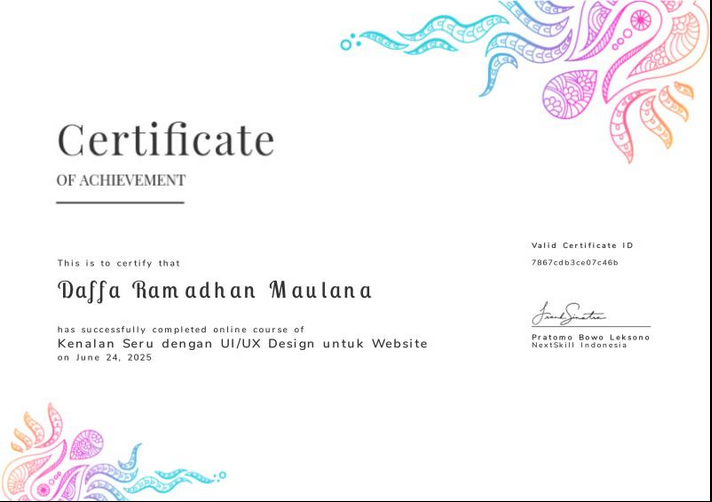 Certificate
OF ACHIEVEMENT
This is to certify that
Daffa Ramadhan Maulana
has successfully completed online course of
Kenalan Seru dengan UI/UX Design untuk Website
on June 24, 2025
Valid Certificate ID
7867cdb3ce07c46b
Frank Sinatra
Pratomo Bowo Leksono
NextSkill Indonesia